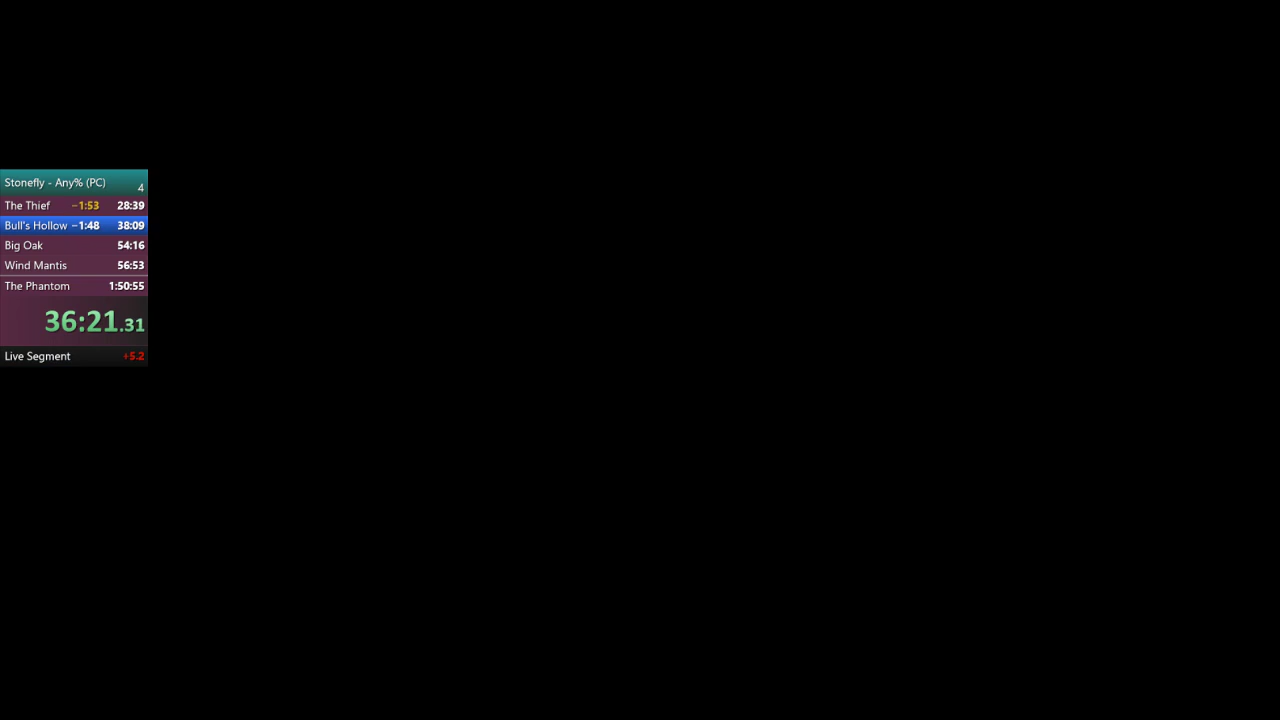 Stonefly - Any% (PC) 4
The Thief −1:53 28:39
Bull's Hollow −1:48 38:09
Big Oak 54:16
Wind Mantis 56:53
The Phantom 1:50:55
36:21.31
Live Segment +5.2